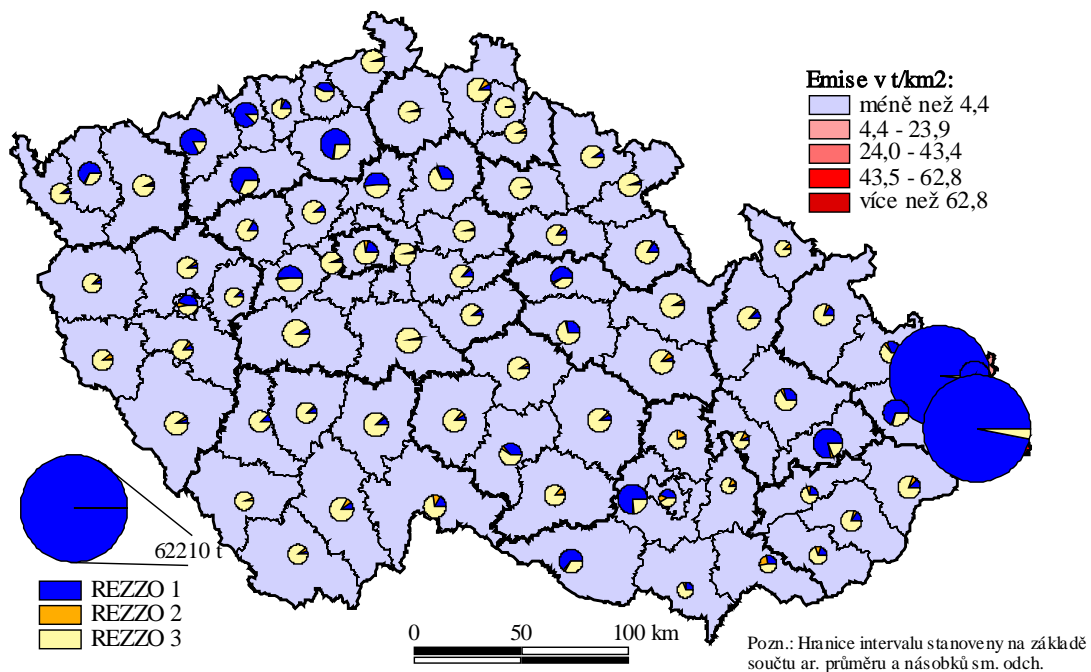 Emise v t/km2:
méně než 4,4
4,4 - 23,9
24,0 - 43,4
43,5 - 62,8
více než 62,8
62210 t
REZZO 1
REZZO 2
REZZO 3
0 50 100 km
Pozn.: Hranice intervalu stanoveny na základě
součtu ar. průměru a násobků sm. odch.